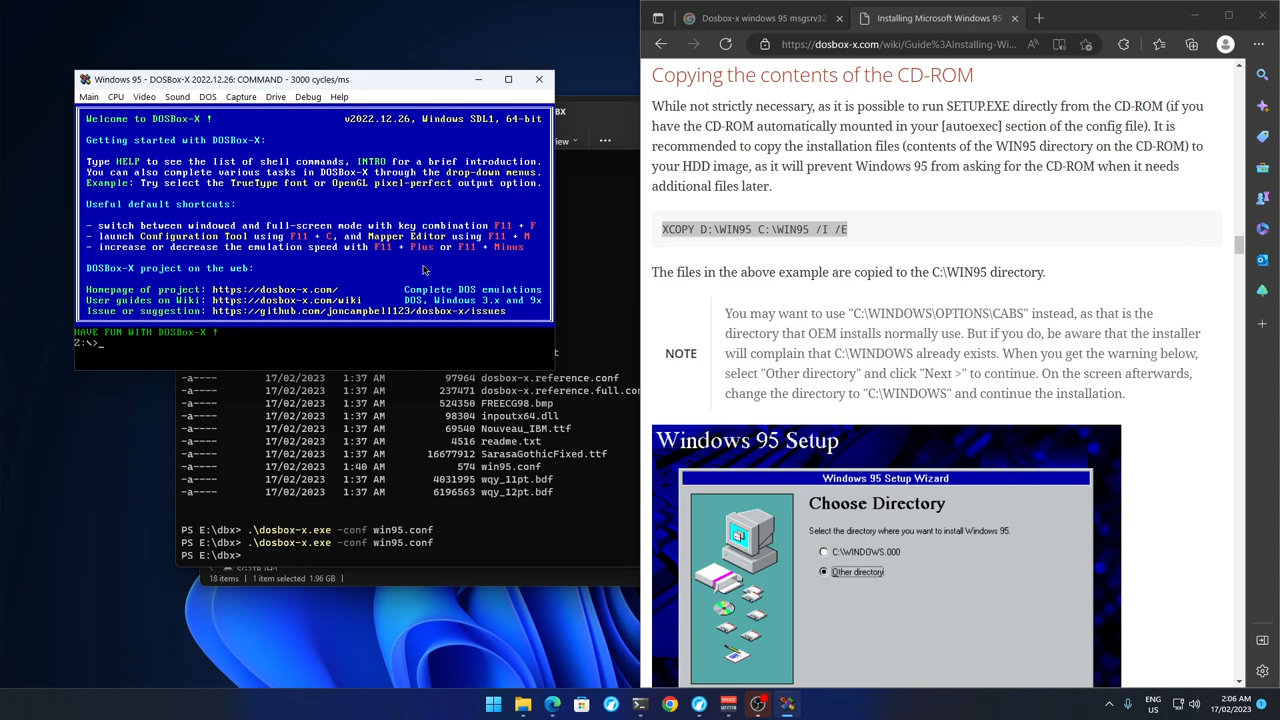 Windows 95 - DOSBox-X 2022.12.26: COMMAND - 3000 cycles/ms
Main CPU Video Sound DOS Capture Drive Debug Help
Welcome to DOSBox-X ! v2022.12.26, Windows SDL1, 64-bit
Getting started with DOSBox-X:
Type HELP to see the list of shell commands, INTRO for a brief introduction.
You can also complete various tasks in DOSBox-X through the drop-down menus.
Example: Try select the TrueType font or OpenGL pixel-perfect output option.
Useful default shortcuts:
- switch between windowed and full-screen mode with key combination F11 + F
- launch Configuration Tool using F11 + C, and Mapper Editor using F11 + M
- increase or decrease the emulation speed with F11 + Plus or F11 + Minus
DOSBox-X project on the web:
Homepage of project: https://dosbox-x.com/ Complete DOS emulations
User guides on Wiki: https://dosbox-x.com/wiki DOS, Windows 3.x and 9x
Issue or suggestion: https://github.com/joncampbell123/dosbox-x/issues
HAVE FUN WITH DOSBox-X !
Z:\>_
BX
iew
...
t
-a---- 17/02/2023 1:37 AM 97964 dosbox-x.reference.conf
-a---- 17/02/2023 1:37 AM 237471 dosbox-x.reference.full.co
-a---- 17/02/2023 1:37 AM 524350 FREECG98.bmp
-a---- 17/02/2023 1:37 AM 98304 inpoutx64.dll
-a---- 17/02/2023 1:37 AM 69540 Nouveau_IBM.ttf
-a---- 17/02/2023 1:37 AM 4516 readme.txt
-a---- 17/02/2023 1:37 AM 16677912 SarasaGothicFixed.ttf
-a---- 17/02/2023 1:40 AM 574 win95.conf
-a---- 17/02/2023 1:37 AM 4031995 wqy_11pt.bdf
-a---- 17/02/2023 1:37 AM 6196563 wqy_12pt.bdf
PS E:\dbx> .\dosbox-x.exe -conf win95.conf
PS E:\dbx> .\dosbox-x.exe -conf win95.conf
PS E:\dbx>
18 items 1 item selected 1.96 GB
Dosbox-x windows 95 msgsrv32
Installing Microsoft Windows 95
https://dosbox-x.com/wiki/Guide%3AInstalling-Wi...
Copying the contents of the CD-ROM
While not strictly necessary, as it is possible to run SETUP.EXE directly from the CD-ROM (if you
have the CD-ROM automatically mounted in your [autoexec] section of the config file). It is
recommended to copy the installation files (contents of the WIN95 directory on the CD-ROM) to
your HDD image, as it will prevent Windows 95 from asking for the CD-ROM when it needs
additional files later.
XCOPY D:\WIN95 C:\WIN95 /I /E
The files in the above example are copied to the C:\WIN95 directory.
NOTE
You may want to use "C:\WINDOWS\OPTIONS\CABS" instead, as that is the
directory that OEM installs normally use. But if you do, be aware that the installer
will complain that C:\WINDOWS already exists. When you get the warning below,
select "Other directory" and click "Next >" to continue. On the screen afterwards,
change the directory to "C:\WINDOWS" and continue the installation.
Windows 95 Setup
Windows 95 Setup Wizard
Choose Directory
Select the directory where you want to install Windows 95.
C:\WINDOWS.000
Other directory
ENG
US
2:06 AM
17/02/2023